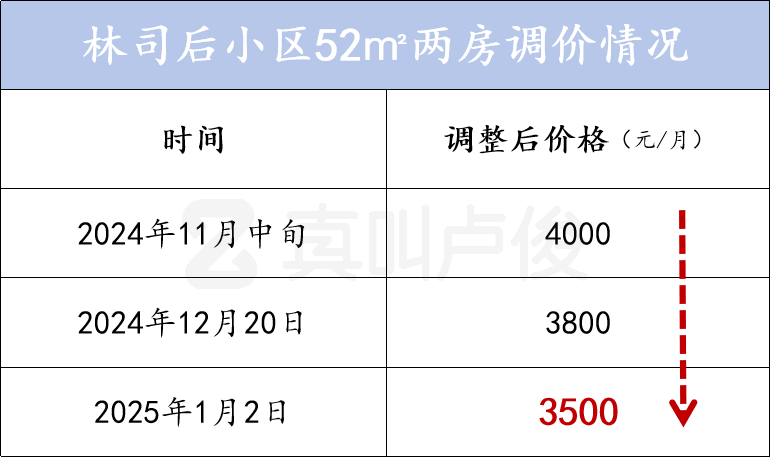 林司后小区52㎡两房调价情况
时间 调整后价格（元/月）
2024年11月中旬 4000
真叫卢俊
2024年12月20日 3800
2025年1月2日 3500